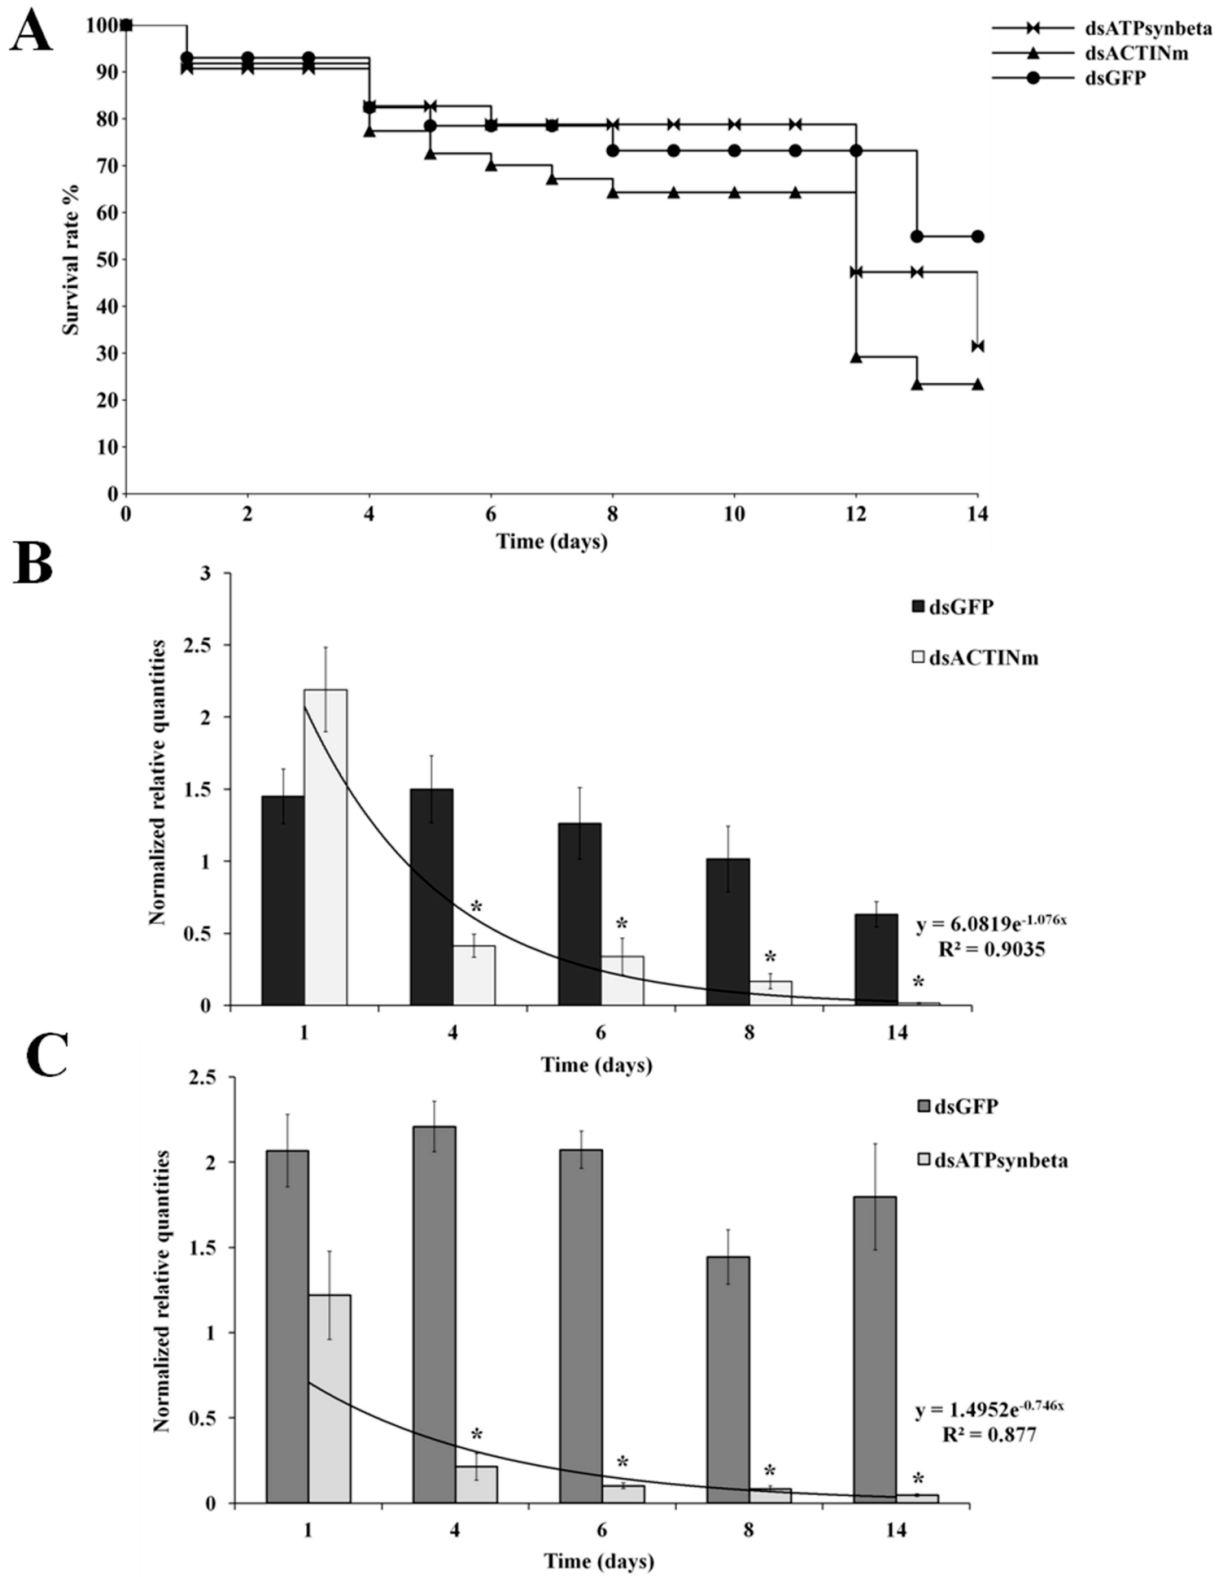 A
100
90
80
70
60
50
40
30
20
10
0
Survival rate %
0 2 4 6 8 10 12 14
Time (days)
dsATPsynbeta
dsACTINm
dsGFP
B
3
2.5
2
1.5
1
0.5
0
Normalized relative quantities
dsGFP
dsACTINm
* * * *
y = 6.0819e^-1.076x
R² = 0.9035
1 4 6 8 14
Time (days)
C
2.5
2
1.5
1
0.5
0
Normalized relative quantities
dsGFP
dsATPsynbeta
* * * *
y = 1.4952e^-0.746x
R² = 0.877
1 4 6 8 14
Time (days)